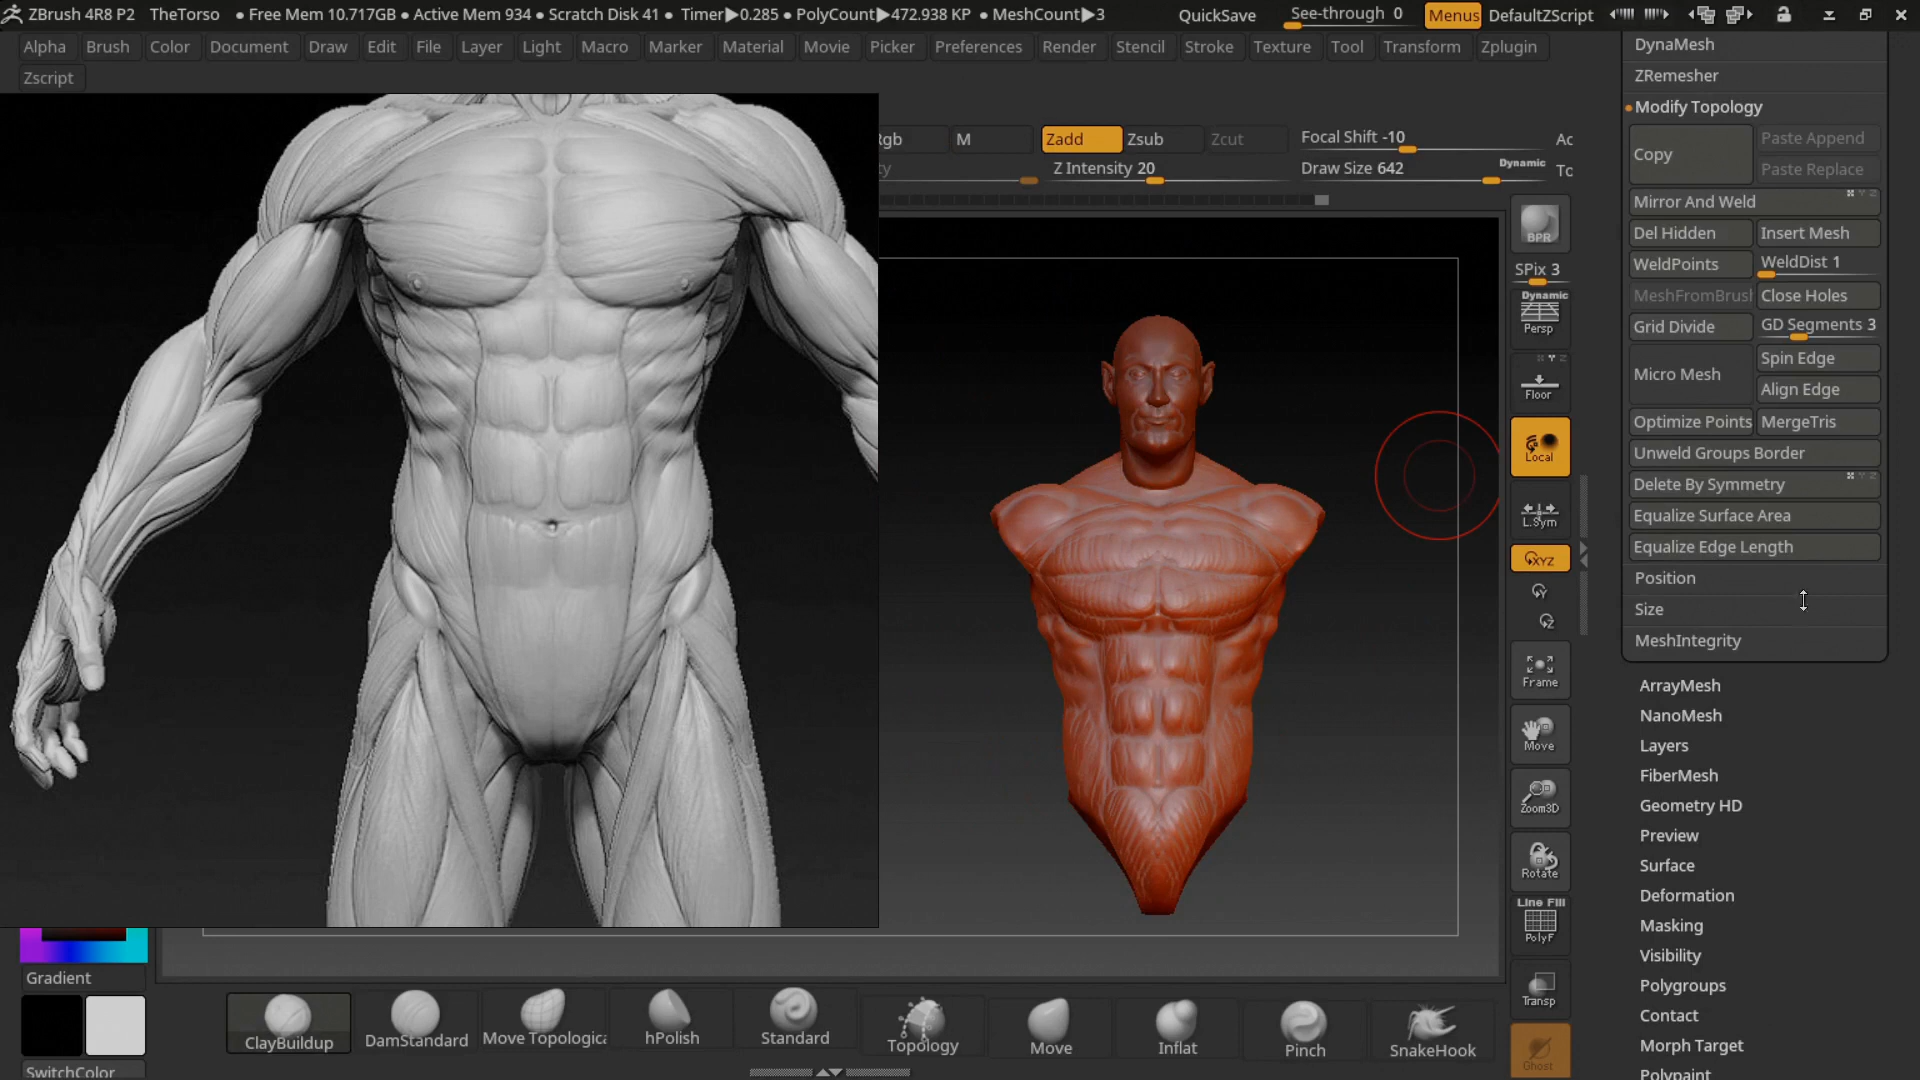 ZBrush 4R8 P2 TheTorso • Free Mem 10.717GB • Active Mem 934 • Scratch Disk 41 • Timer▶0.285 • PolyCount▶472.938 KP • MeshCount▶3 QuickSave See-through 0 Menus DefaultZScript
Alpha Brush Color Document Draw Edit File Layer Light Macro Marker Material Movie Picker Preferences Render Stencil Stroke Texture Tool Transform Zplugin
Zscript
Rgb M Zadd Zsub Zcut Focal Shift -10 Ac
ty Z Intensity 20 Draw Size 642 Dynamic To
BPR
SPix 3
Dynamic
Persp
Floor
Local
L.Sym
XYZ
Y
Z
Frame
Move
Zoom3D
Rotate
Line Fill
PolyF
Transp
Ghost
DynaMesh
ZRemesher
Modify Topology
Copy Paste Append
Paste Replace
Mirror And Weld
Del Hidden Insert Mesh
WeldPoints WeldDist 1
MeshFromBrush Close Holes
Grid Divide GD Segments 3
Micro Mesh Spin Edge
Align Edge
Optimize Points MergeTris
Unweld Groups Border
Delete By Symmetry
Equalize Surface Area
Equalize Edge Length
Position
Size
MeshIntegrity
ArrayMesh
NanoMesh
Layers
FiberMesh
Geometry HD
Preview
Surface
Deformation
Masking
Visibility
Polygroups
Contact
Morph Target
Polypaint
Gradient
SwitchColor
ClayBuildup DamStandard Move Topologica hPolish Standard Topology Move Inflat Pinch SnakeHook